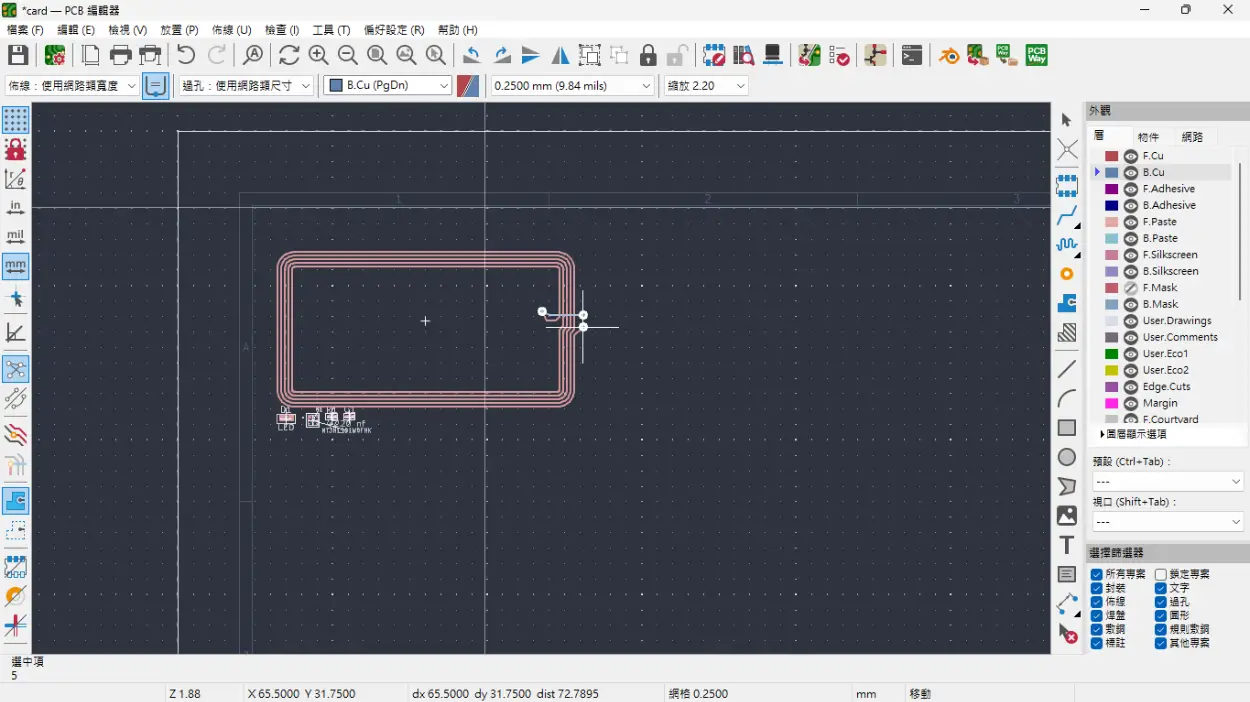 *card — PCB 編輯器
檔案 (F) 編輯 (E) 檢視 (V) 放置 (P) 佈線 (U) 檢查 (I) 工具 (T) 偏好設定 (R) 幫助 (H)
佈線：使用網路類寬度 過孔：使用網路類尺寸 B.Cu (PgDn) 0.2500 mm (9.84 mils) 縮放 2.20
in
mil
mm
1 2 3
A
D1
LED
外觀
層 物件 網路
F.Cu
B.Cu
F.Adhesive
B.Adhesive
F.Paste
B.Paste
F.Silkscreen
B.Silkscreen
F.Mask
B.Mask
User.Drawings
User.Comments
User.Eco1
User.Eco2
Edge.Cuts
Margin
F.Courtyard
圖層顯示選項
預設 (Ctrl+Tab)：
---
視口 (Shift+Tab)：
---
選擇篩選器
所有專案 鎖定專案
封裝 文字
佈線 過孔
焊盤 圖形
敷銅 規則敷銅
標註 其他專案
選中項
5
Z 1.88 X 65.5000 Y 31.7500 dx 65.5000 dy 31.7500 dist 72.7895 網格 0.2500 mm 移動